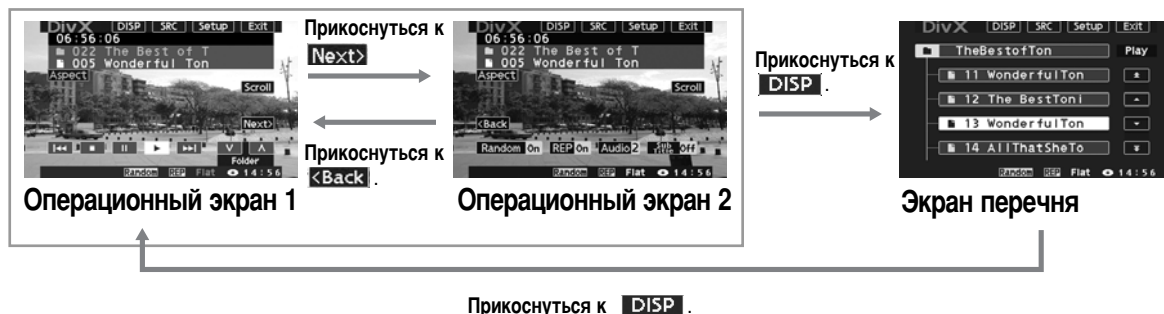 DivX DISP SRC Setup Exit
06:56:06
022 The Best of T
005 Wonderful Ton
Aspect
Scroll
Next>
Folder
Random REP Flat 14:56
Операционный экран 1
Прикоснуться к
Next>
Прикоснуться к
<Back .
DivX DISP SRC Setup Exit
06:56:06
022 The Best of T
005 Wonderful Ton
Aspect
Scroll
<Back
Random On REP On Audio 2 Sub Title Off
Random REP Flat 14:56
Операционный экран 2
Прикоснуться к
DISP .
DivX DISP SRC Setup Exit
TheBestofTon Play
11 WonderfulTon
12 The BestToni
13 WonderfulTon
14 AllThatSheTo
Random REP Flat 14:56
Экран перечня
Прикоснуться к DISP .